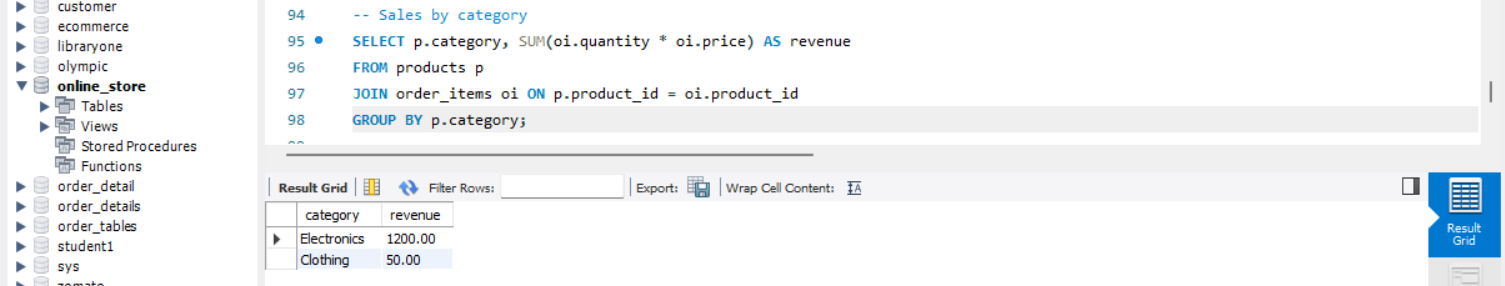 customer
ecommerce
libraryone
olympic
online_store
Tables
Views
Stored Procedures
Functions
order_detail
order_details
order_tables
student1
sys
zomato
94 -- Sales by category
95 SELECT p.category, SUM(oi.quantity * oi.price) AS revenue
96 FROM products p
97 JOIN order_items oi ON p.product_id = oi.product_id
98 GROUP BY p.category;
Result Grid Filter Rows: Export: Wrap Cell Content:
category revenue
Electronics 1200.00
Clothing 50.00
Result
Grid